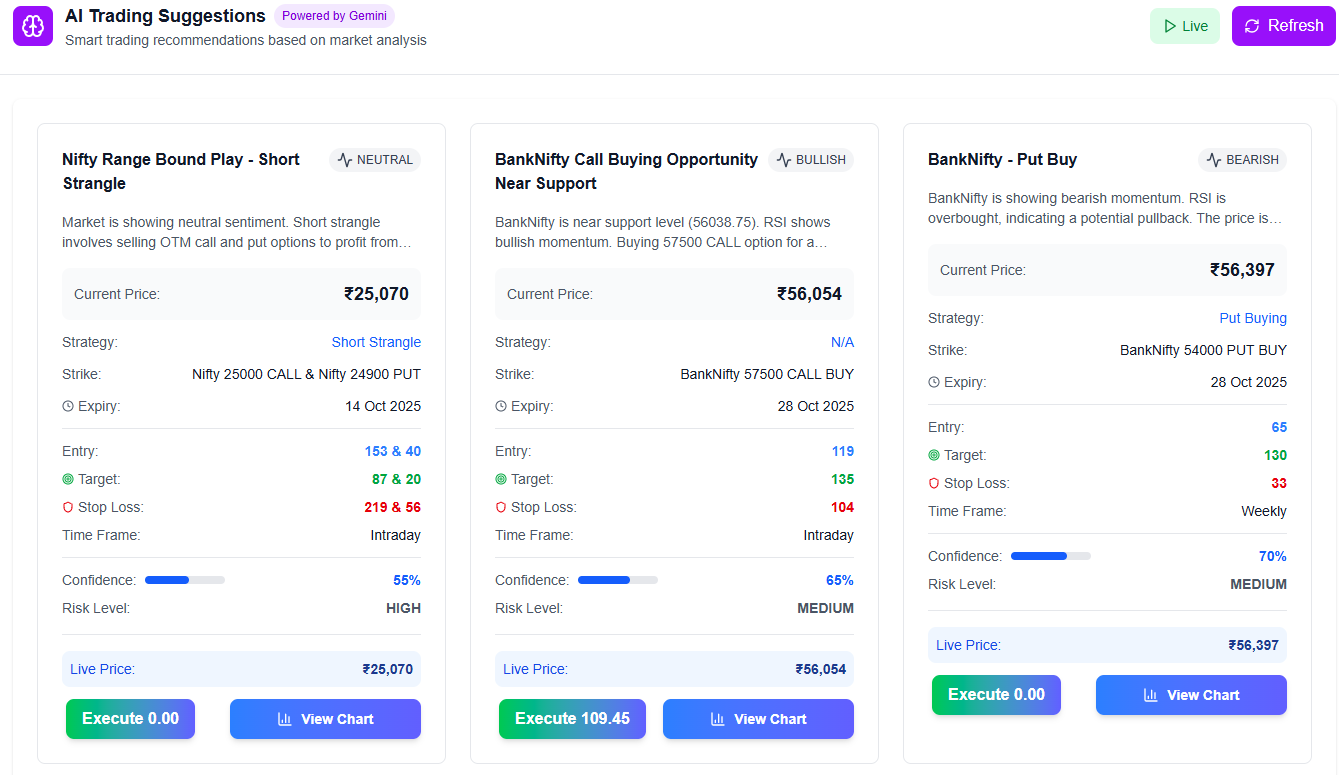 AI Trading Suggestions Powered by Gemini
Smart trading recommendations based on market analysis
Live
Refresh
Nifty Range Bound Play - Short
Strangle
NEUTRAL
Market is showing neutral sentiment. Short strangle
involves selling OTM call and put options to profit from…
Current Price: ₹25,070
Strategy: Short Strangle
Strike: Nifty 25000 CALL & Nifty 24900 PUT
Expiry: 14 Oct 2025
Entry: 153 & 40
Target: 87 & 20
Stop Loss: 219 & 56
Time Frame: Intraday
Confidence: 55%
Risk Level: HIGH
Live Price: ₹25,070
Execute 0.00 View Chart
BankNifty Call Buying Opportunity
Near Support
BULLISH
BankNifty is near support level (56038.75). RSI shows
bullish momentum. Buying 57500 CALL option for a…
Current Price: ₹56,054
Strategy: N/A
Strike: BankNifty 57500 CALL BUY
Expiry: 28 Oct 2025
Entry: 119
Target: 135
Stop Loss: 104
Time Frame: Intraday
Confidence: 65%
Risk Level: MEDIUM
Live Price: ₹56,054
Execute 109.45 View Chart
BankNifty - Put Buy
BEARISH
BankNifty is showing bearish momentum. RSI is
overbought, indicating a potential pullback. The price is…
Current Price: ₹56,397
Strategy: Put Buying
Strike: BankNifty 54000 PUT BUY
Expiry: 28 Oct 2025
Entry: 65
Target: 130
Stop Loss: 33
Time Frame: Weekly
Confidence: 70%
Risk Level: MEDIUM
Live Price: ₹56,397
Execute 0.00 View Chart